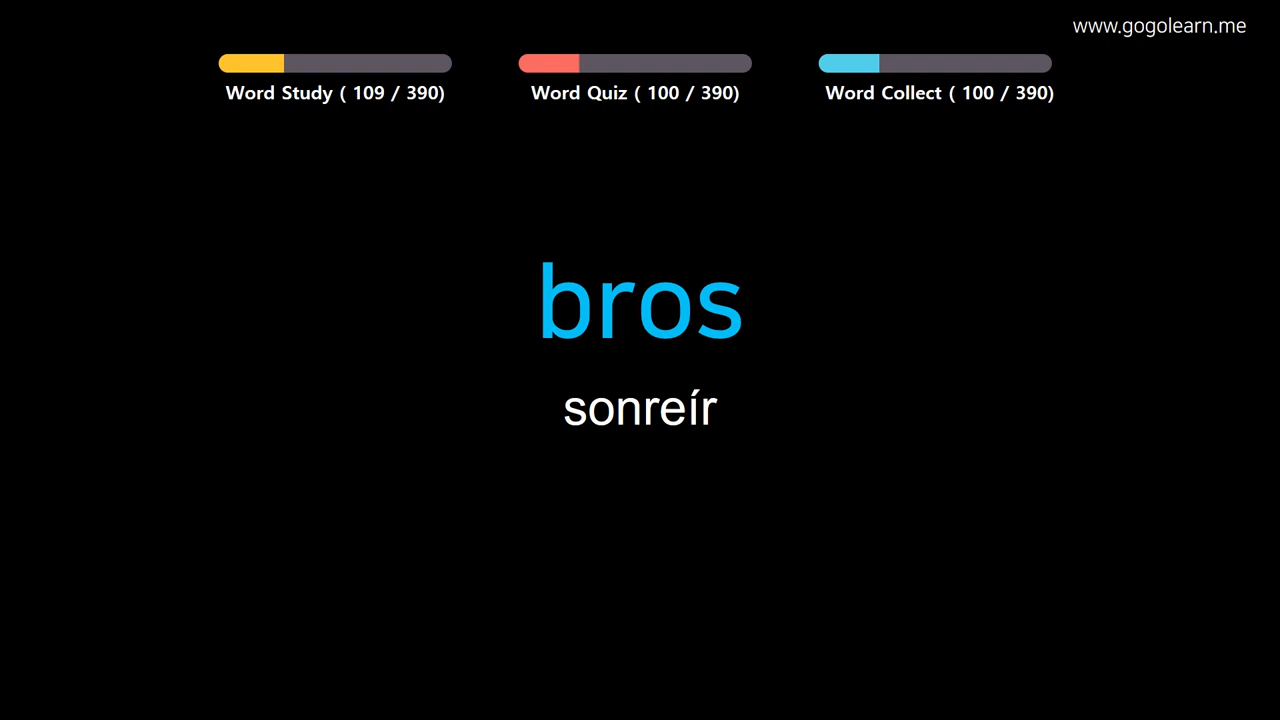 www.gogolearn.me
Word Study ( 109 / 390)
Word Quiz ( 100 / 390)
Word Collect ( 100 / 390)
bros
sonreír